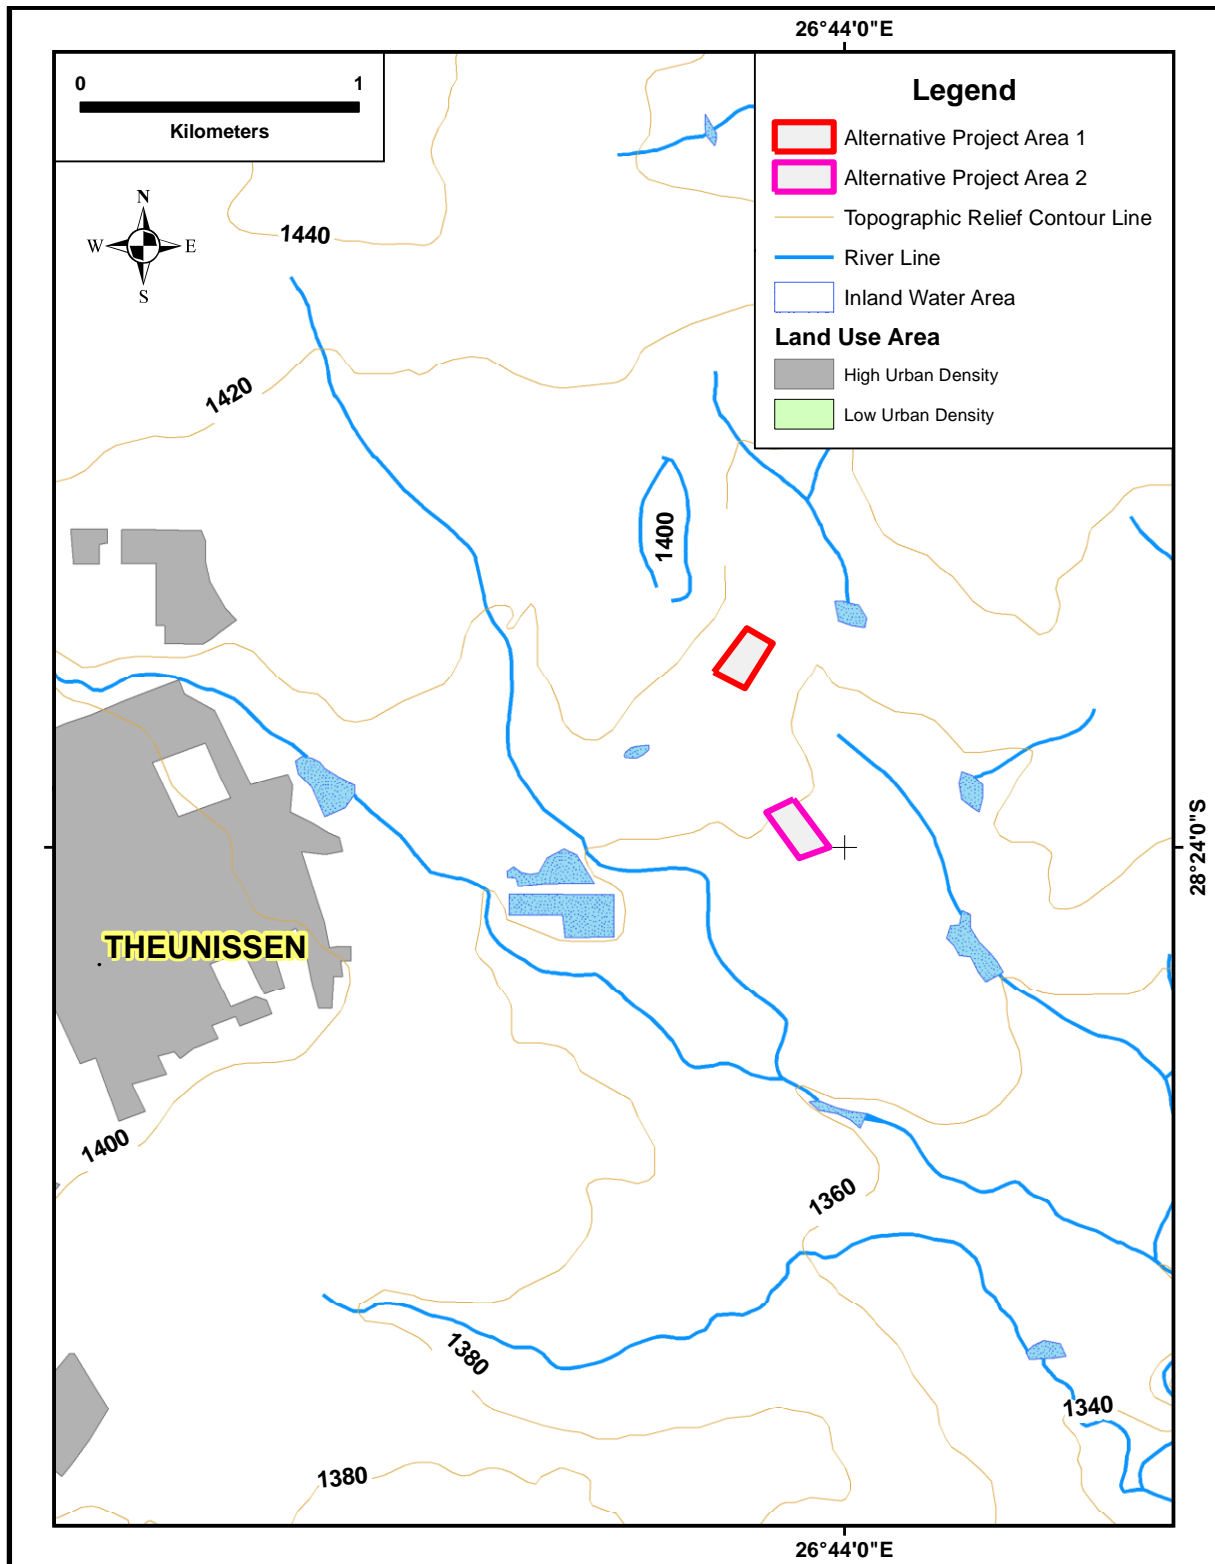 26°44'0"E
0 1
Kilometers
Legend
Alternative Project Area 1
Alternative Project Area 2
Topographic Relief Contour Line
River Line
Inland Water Area
Land Use Area
High Urban Density
Low Urban Density
N
W E
S
1440
1420
1400
28°24'0"S
THEUNISSEN
1400
1360
1380
1340
1380
26°44'0"E